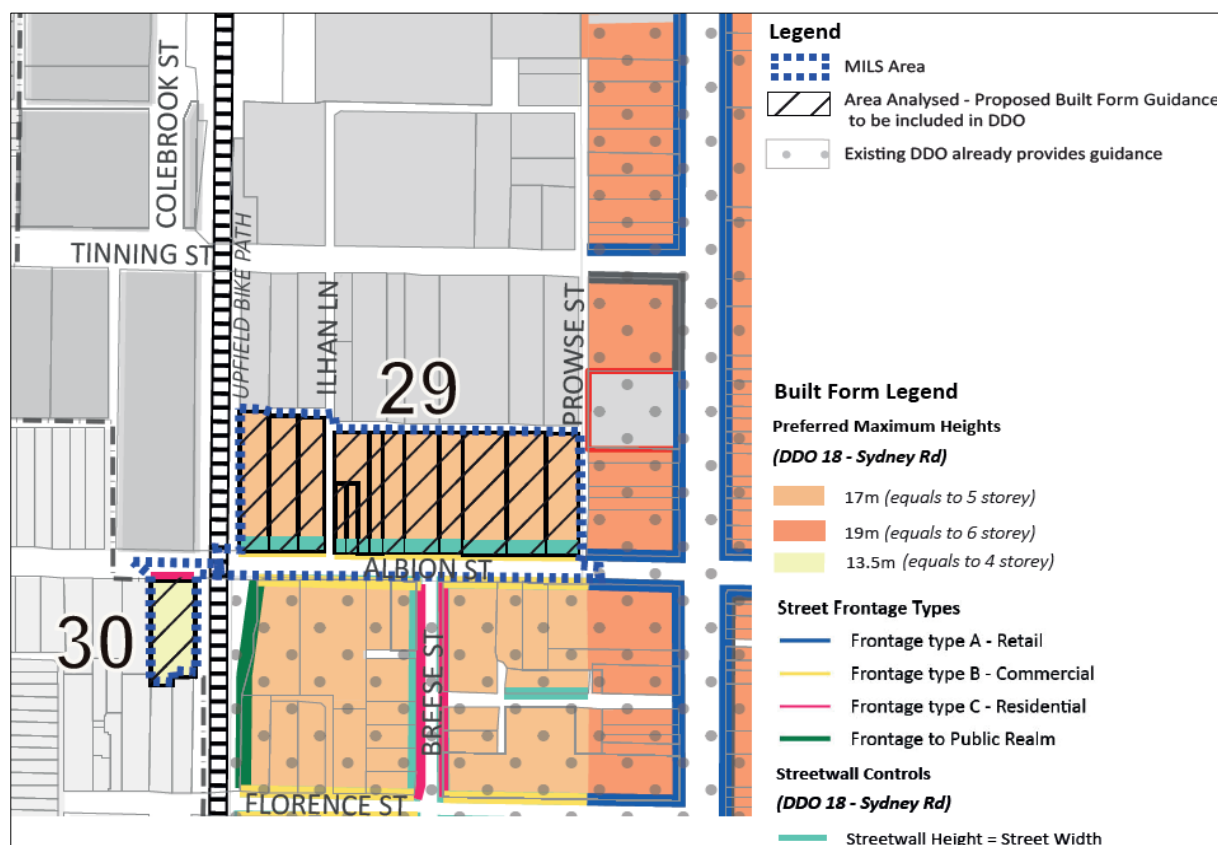 COLEBROOK ST
TINNING ST
UPFIELD BIKE PATH
ILHAN LN
PROWSE ST
29
ALBION ST
30
BREESE ST
FLORENCE ST
Legend
MILS Area
Area Analysed - Proposed Built Form Guidance
to be included in DDO
Existing DDO already provides guidance
Built Form Legend
Preferred Maximum Heights
(DDO 18 - Sydney Rd)
17m (equals to 5 storey)
19m (equals to 6 storey)
13.5m (equals to 4 storey)
Street Frontage Types
Frontage type A - Retail
Frontage type B - Commercial
Frontage type C - Residential
Frontage to Public Realm
Streetwall Controls
(DDO 18 - Sydney Rd)
Streetwall Height = Street Width